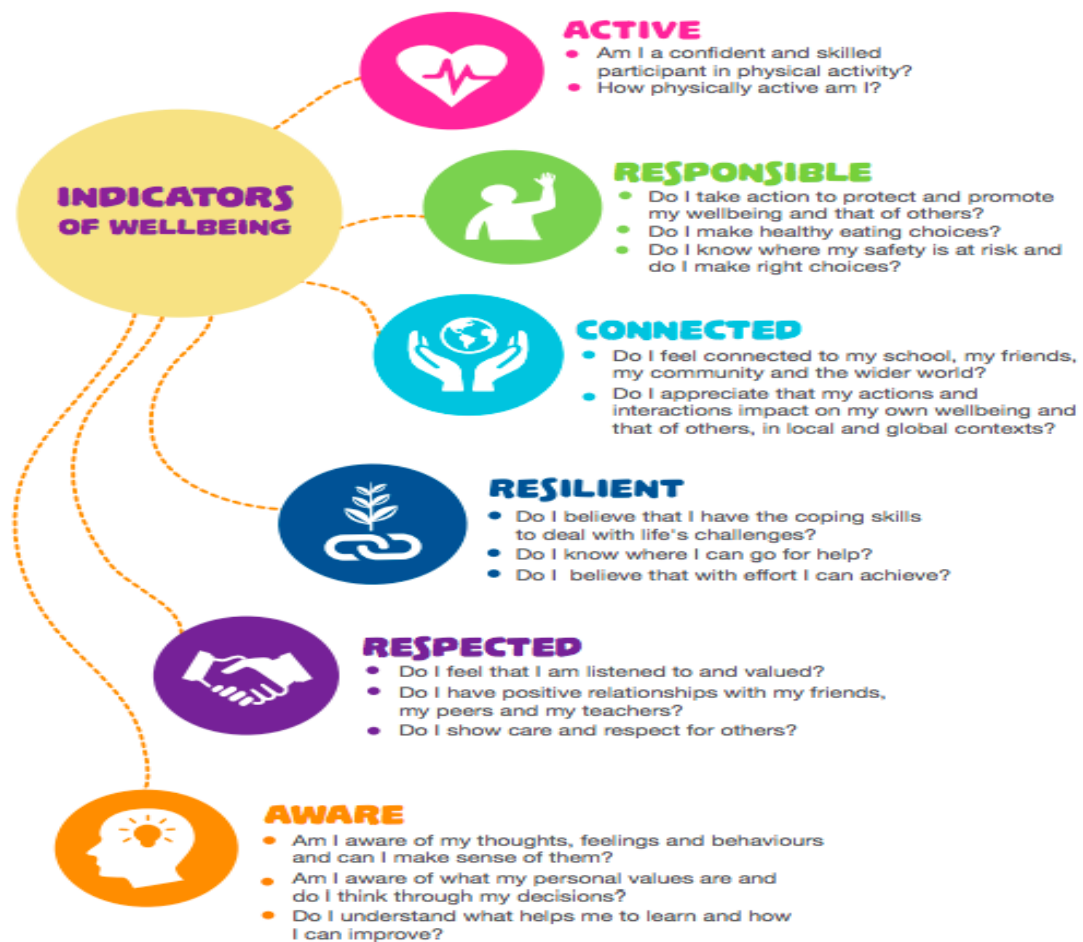 INDICATORS
OF WELLBEING
ACTIVE
• Am I a confident and skilled
participant in physical activity?
• How physically active am I?
RESPONSIBLE
• Do I take action to protect and promote
my wellbeing and that of others?
• Do I make healthy eating choices?
• Do I know where my safety is at risk and
do I make right choices?
CONNECTED
• Do I feel connected to my school, my friends,
my community and the wider world?
• Do I appreciate that my actions and
interactions impact on my own wellbeing and
that of others, in local and global contexts?
RESILIENT
• Do I believe that I have the coping skills
to deal with life's challenges?
• Do I know where I can go for help?
• Do I believe that with effort I can achieve?
RESPECTED
• Do I feel that I am listened to and valued?
• Do I have positive relationships with my friends,
my peers and my teachers?
• Do I show care and respect for others?
AWARE
• Am I aware of my thoughts, feelings and behaviours
and can I make sense of them?
• Am I aware of what my personal values are and
do I think through my decisions?
• Do I understand what helps me to learn and how
I can improve?